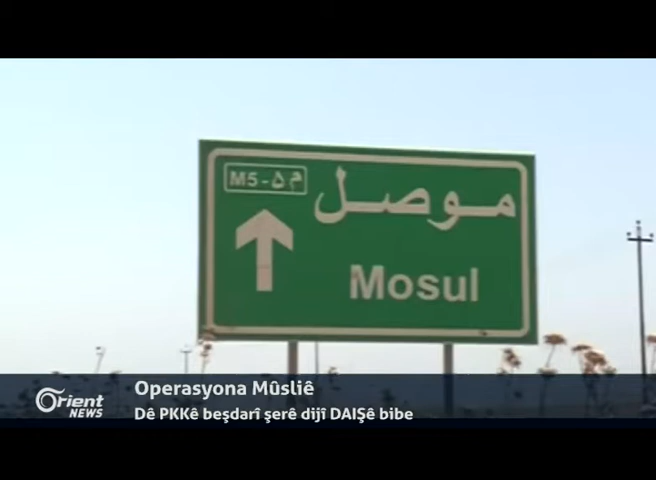 M5-م٥
موصل
Mosul
Orient
NEWS
Operasyona Mûsliê
Dê PKKê beşdarî şerê dijî DAIŞê bibe